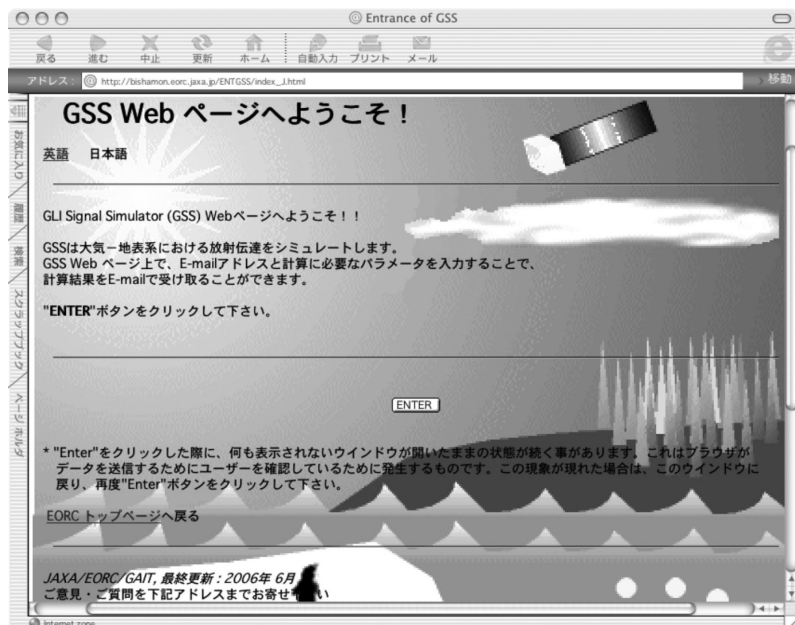 Entrance of GSS
戻る 進む 中止 更新 ホーム 自動入力 プリント メール
アドレス： http://bishamon.eorc.jaxa.jp/ENTGSS/index_J.html 移動
お気に入り
履歴
検索
スクラップブック
ページホルダ
GSS Web ページへようこそ！
英語 日本語
GLI Signal Simulator (GSS) Webページへようこそ！！
GSSは大気－地表系における放射伝達をシミュレートします。
GSS Web ページ上で、E-mailアドレスと計算に必要なパラメータを入力することで、
計算結果をE-mailで受け取ることができます。
"ENTER"ボタンをクリックして下さい。
ENTER
* "Enter"をクリックした際に、何も表示されないウインドウが開いたままの状態が続く事があります。これはブラウザが
データを送信するためにユーザーを確認しているために発生するものです。この現象が現れた場合は、このウインドウに
戻り、再度"Enter"ボタンをクリックして下さい。
EORC トップページへ戻る
JAXA/EORC/GAIT, 最終更新 : 2006年 6月
ご意見・ご質問を下記アドレスまでお寄せ い
Internet zone